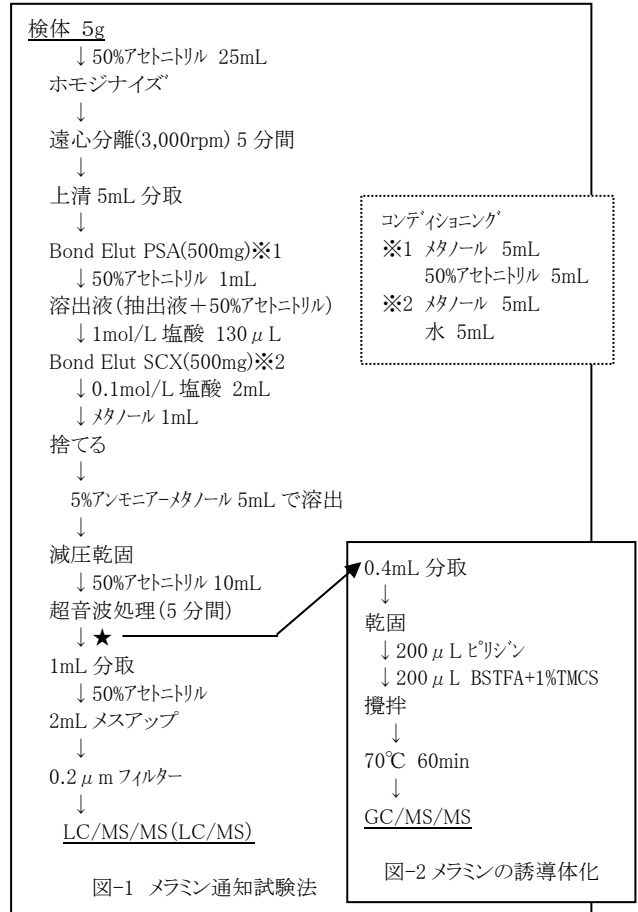 検体 5g
↓50%ｱｾﾄﾆﾄﾘﾙ 25mL
ホモジナイズﾞ
↓
遠心分離(3,000rpm) 5 分間
↓
上清 5mL 分取
↓
Bond Elut PSA(500mg)※1
↓50%ｱｾﾄﾆﾄﾘﾙ 1mL
溶出液(抽出液＋50%ｱｾﾄﾆﾄﾘﾙ)
↓1mol/L 塩酸 130μL
Bond Elut SCX(500mg)※2
↓0.1mol/L 塩酸 2mL
↓ﾒﾀﾉｰﾙ 1mL
捨てる
↓
5%ｱﾝﾓﾆｱｰﾒﾀﾉｰﾙ 5mL で溶出
↓
減圧乾固
↓50%ｱｾﾄﾆﾄﾘﾙ 10mL
超音波処理(5 分間)
↓★
1mL 分取
↓50%ｱｾﾄﾆﾄﾘﾙ
2mL メスアップ
↓
0.2μm ﾌｨﾙﾀｰ
↓
LC/MS/MS(LC/MS)
図-1 メラミン通知試験法
ｺﾝﾃﾞｨｼｮﾆﾝｸﾞ
※1 ﾒﾀﾉｰﾙ 5mL
50%ｱｾﾄﾆﾄﾘﾙ 5mL
※2 ﾒﾀﾉｰﾙ 5mL
水 5mL
0.4mL 分取
↓
乾固
↓200μL ﾋﾟﾘｼﾞﾝ
↓200μL BSTFA+1%TMCS
攪拌
↓
70℃ 60min
↓
GC/MS/MS
図-2 メラミンの誘導体化